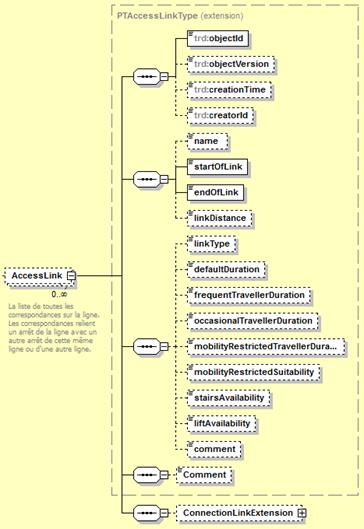 PTAccessLinkType (extension)
trd:objectId
trd:objectVersion
trd:creationTime
trd:creatorId
name
startOfLink
endOfLink
linkDistance
AccessLink
0..∞
La liste de toutes les
correspondances sur la ligne.
Les correspondances relient
un arrêt de la ligne avec un
autre arrêt de cette même
ligne ou d'une autre ligne.
linkType
defaultDuration
frequentTravellerDuration
occasionalTravellerDuration
mobilityRestrictedTravellerDura...
mobilityRestrictedSuitability
stairsAvailability
liftAvailability
comment
Comment
ConnectionLinkExtension